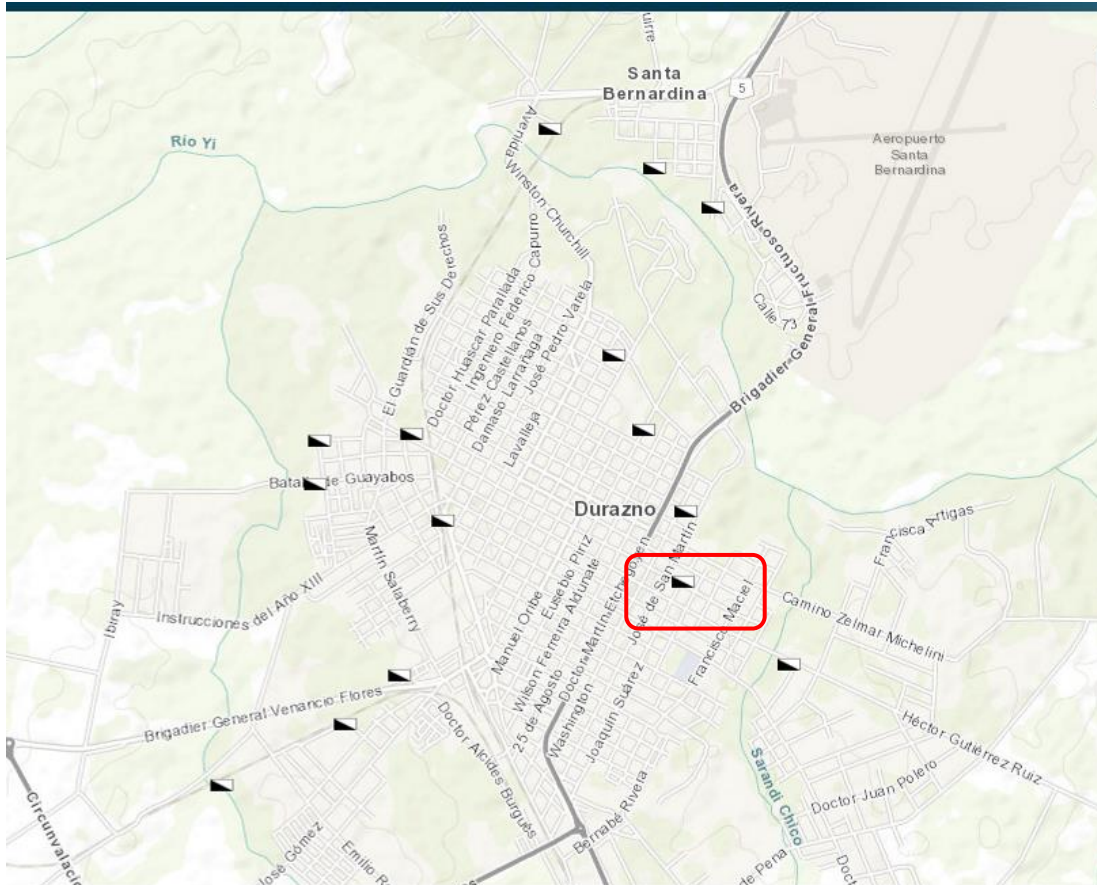 Santa
Bernardina
5
Aeropuerto
Santa
Bernardina
Río Yí
Avenida
Winston Churchill
Brigadier General Fructuoso Rivera
Calle 73
El Guardián de Sus Derechos
Doctor Huascar Parallada
Ingeniero Federico Capurro
Pérez Castellanos
Damaso Larrañaga
José Pedro Varela
Lavalleja
Guayabos
Durazno
Martín Salaberry
Instrucciones del Año XIII
Ibiray
Manuel Oribe
Eusebio Piriz
Wilson Ferreira Aldunate
25 de Agosto
Doctor Martín Etchegoyen
Washington
José de San Martín
Joaquín Suárez
Francisco Maciel
Francisca Artigas
Camino Zelmar Michelini
Héctor Gutiérrez Ruiz
Brigadier General Venancio Flores
Doctor Alcides Burgués
Bernabé Rivera
Sarandí Chico
Doctor Juan Polero
José Gómez
Emilio
de Pena